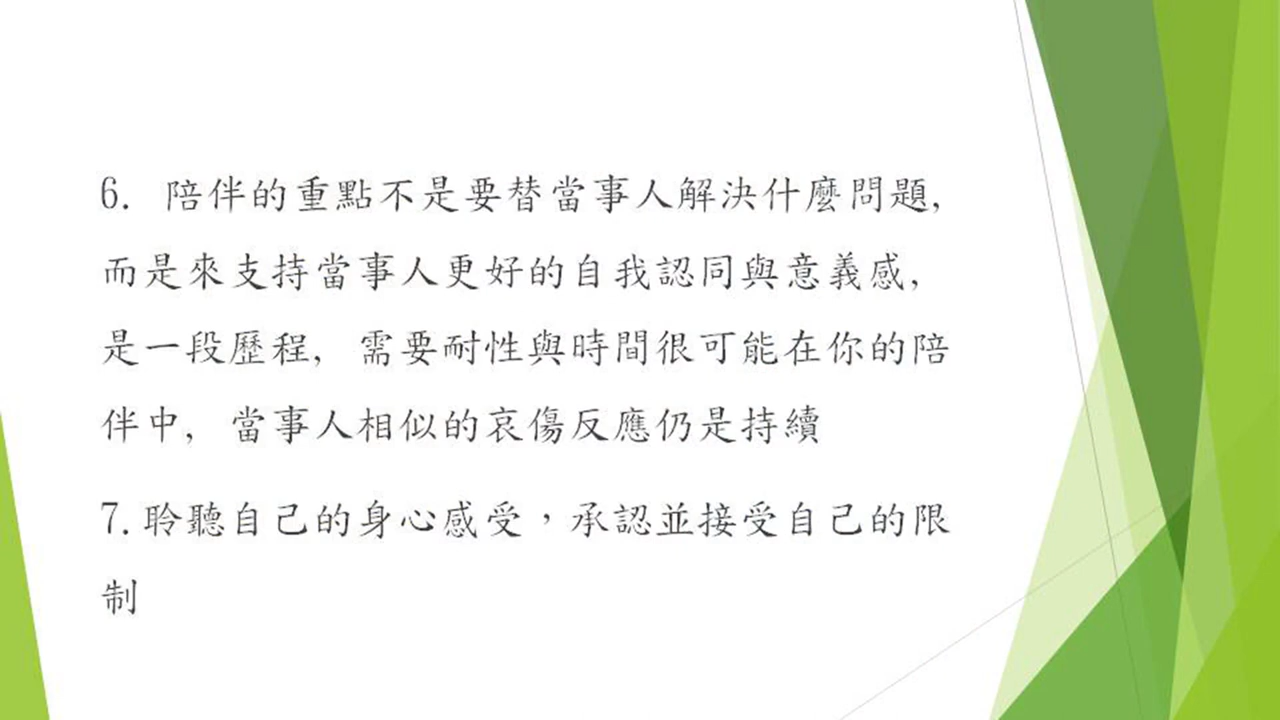 6. 陪伴的重點不是要替當事人解決什麼問題,
而是來支持當事人更好的自我認同與意義感,
是一段歷程, 需要耐性與時間很可能在你的陪
伴中, 當事人相似的哀傷反應仍是持續
7.聆聽自己的身心感受，承認並接受自己的限
制